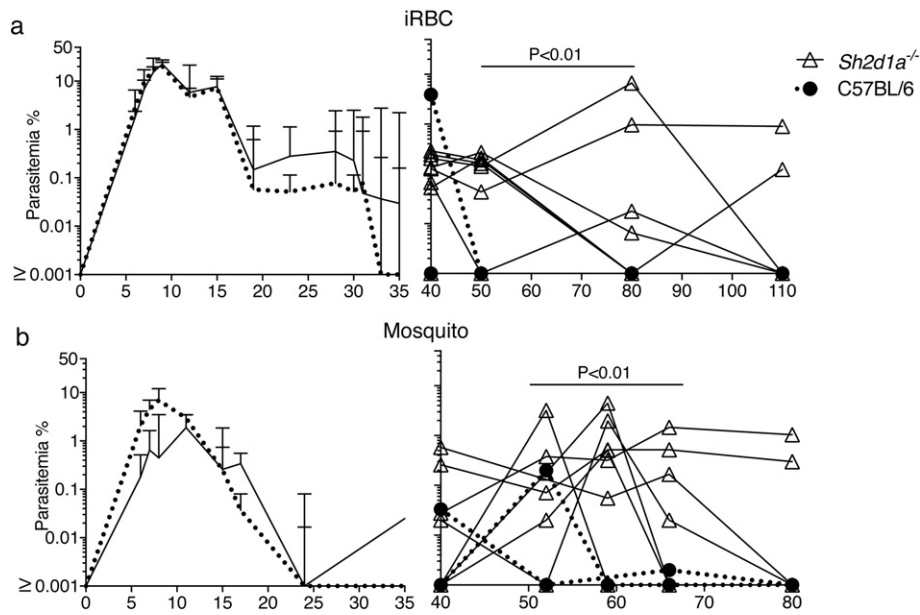 a
iRBC
50
10
1
0.1
0.01
≥ 0.001
Parasitemia %
0 5 10 15 20 25 30 35
P<0.01
40 50 60 70 80 90 100 110
Sh2d1a-/-
C57BL/6
b
Mosquito
50
10
1
0.1
0.01
≥ 0.001
Parasitemia %
0 5 10 15 20 25 30 35
P<0.01
40 50 60 70 80